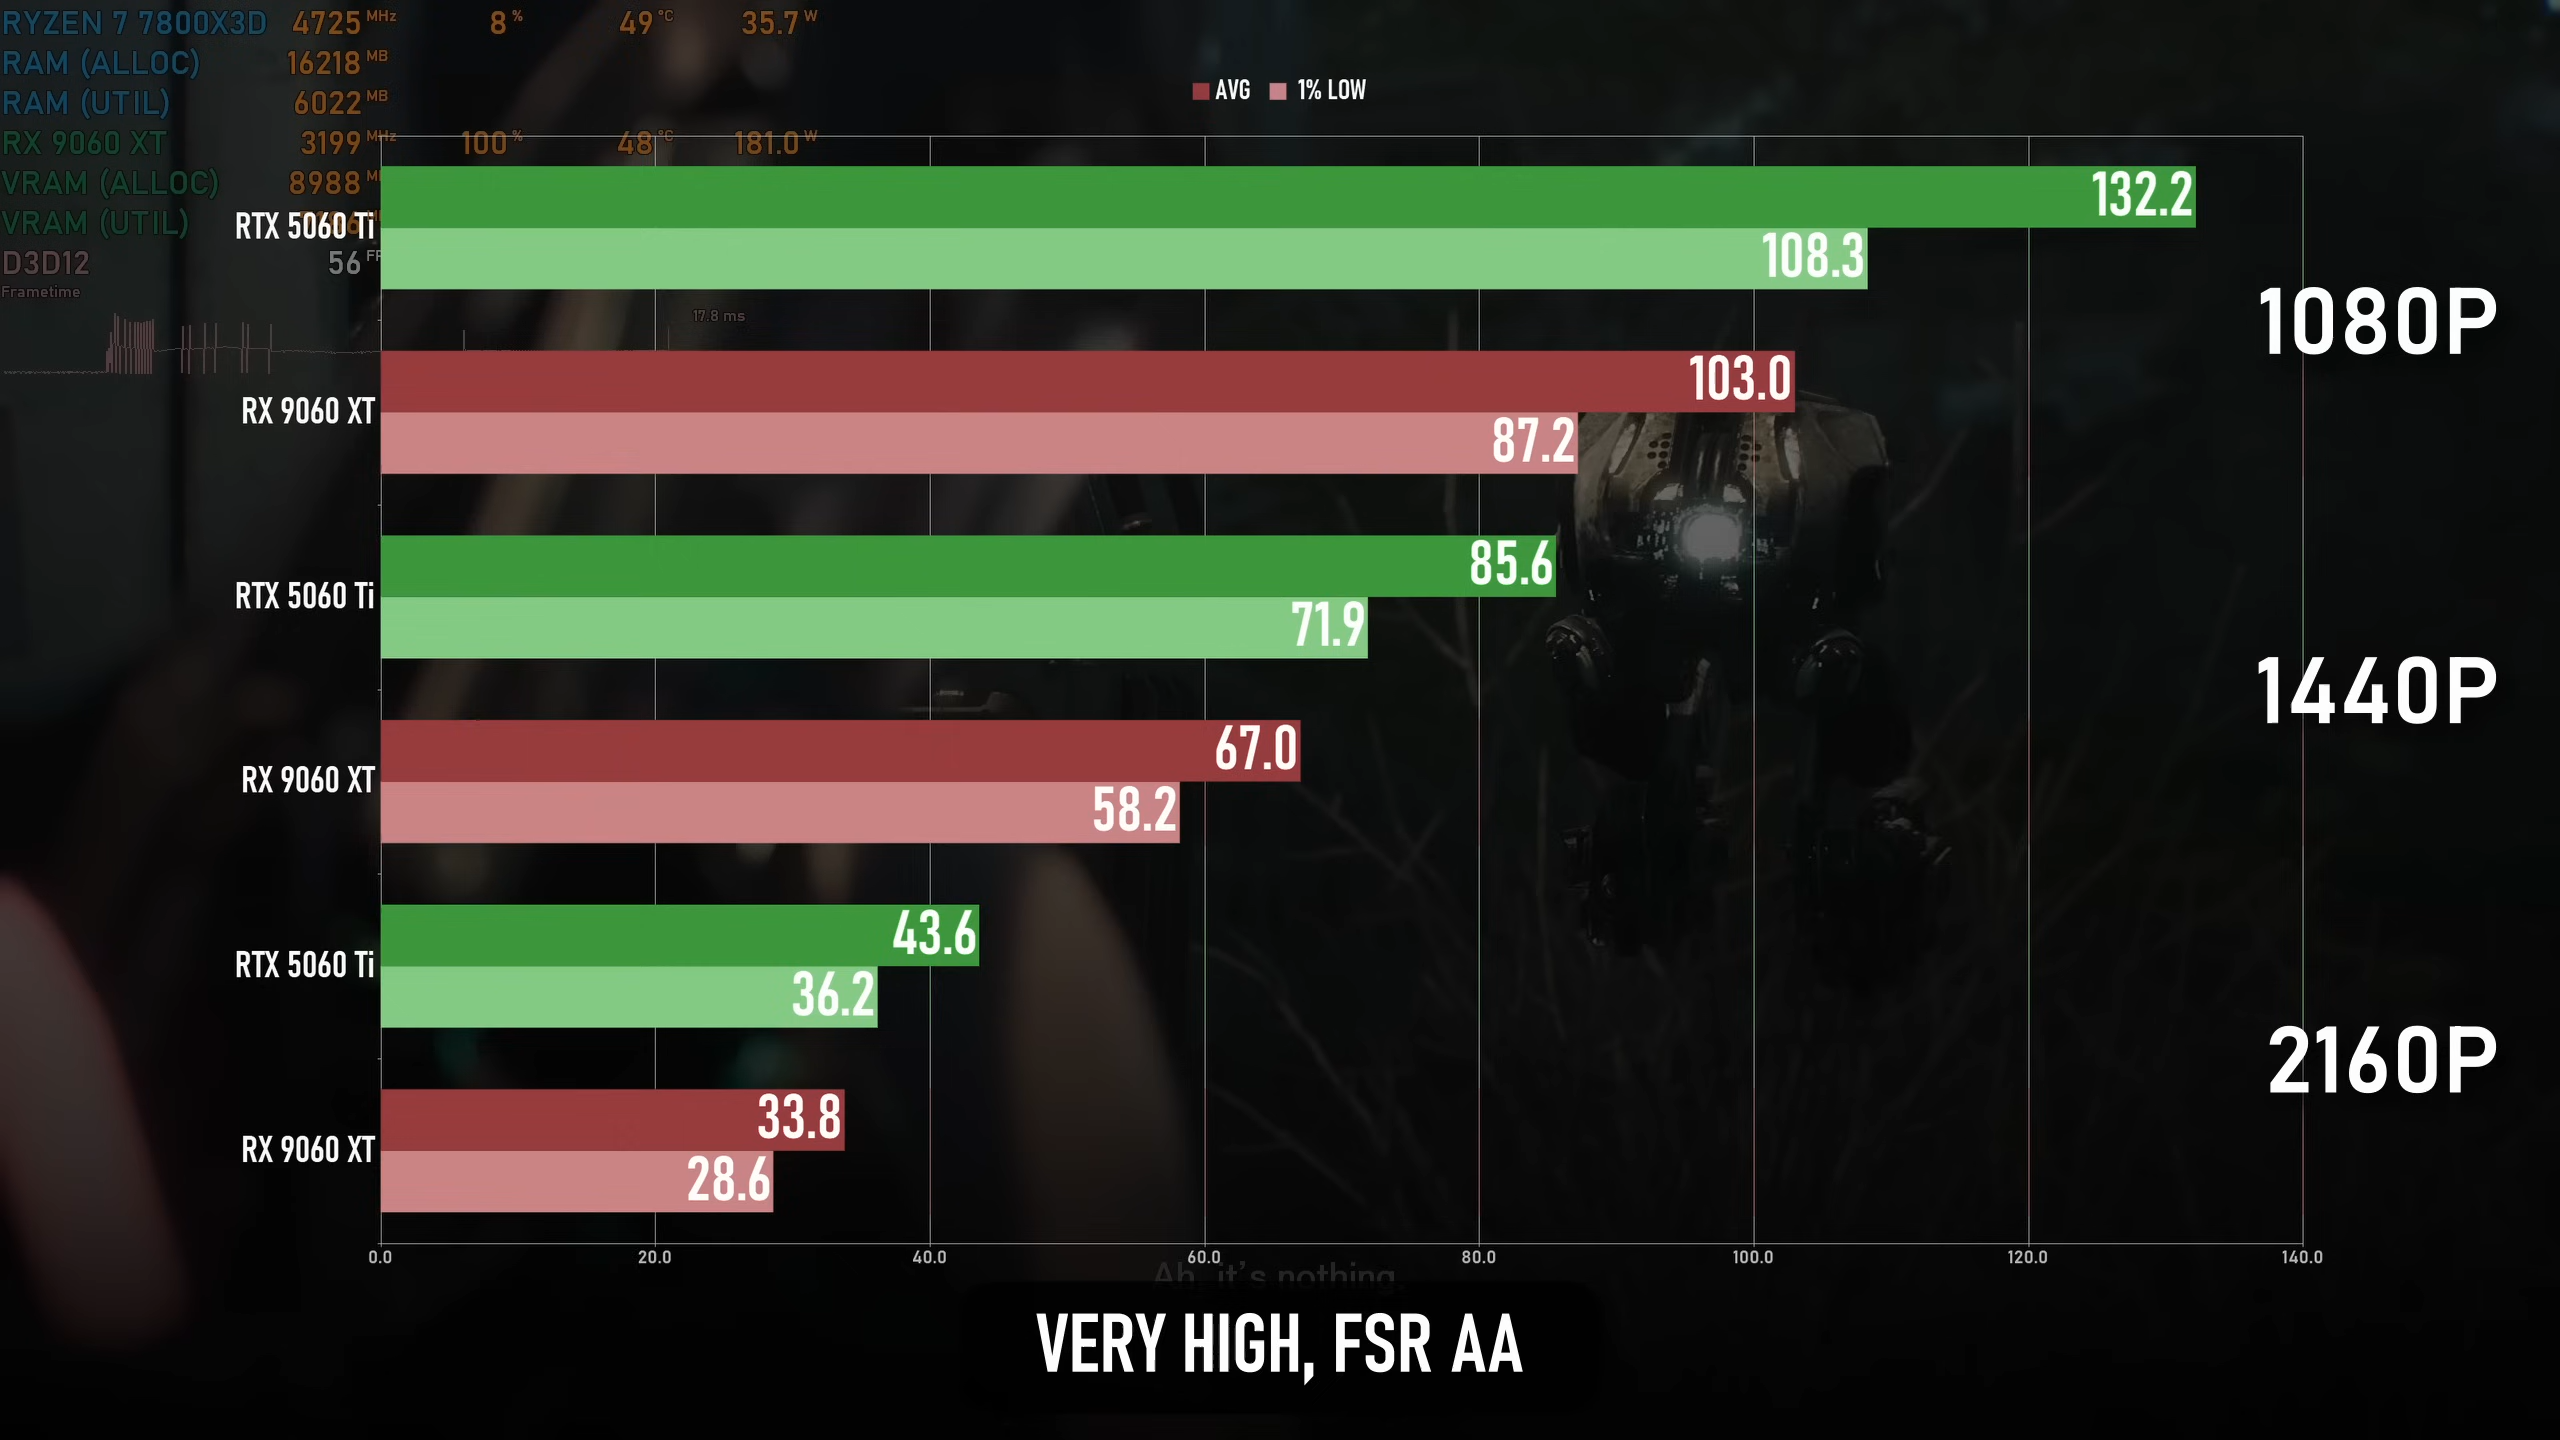 RYZEN 7 7800X3D 4725 MHz 8 % 49 °C 35.7 W
RAM (ALLOC) 16218 MB
RAM (UTIL) 6022 MB
RX 9060 XT 3199 MHz 100 % 48 °C 181.0 W
VRAM (ALLOC) 8988
VRAM (UTIL)
D3D12 56
Frametime
17.8 ms
AVG 1% LOW
RTX 5060 Ti 132.2
108.3
1080P
RX 9060 XT 103.0
87.2
RTX 5060 Ti 85.6
71.9
1440P
RX 9060 XT 67.0
58.2
RTX 5060 Ti 43.6
36.2
2160P
RX 9060 XT 33.8
28.6
0.0 20.0 40.0 60.0 80.0 100.0 120.0 140.0
Ah, it's nothing.
VERY HIGH, FSR AA